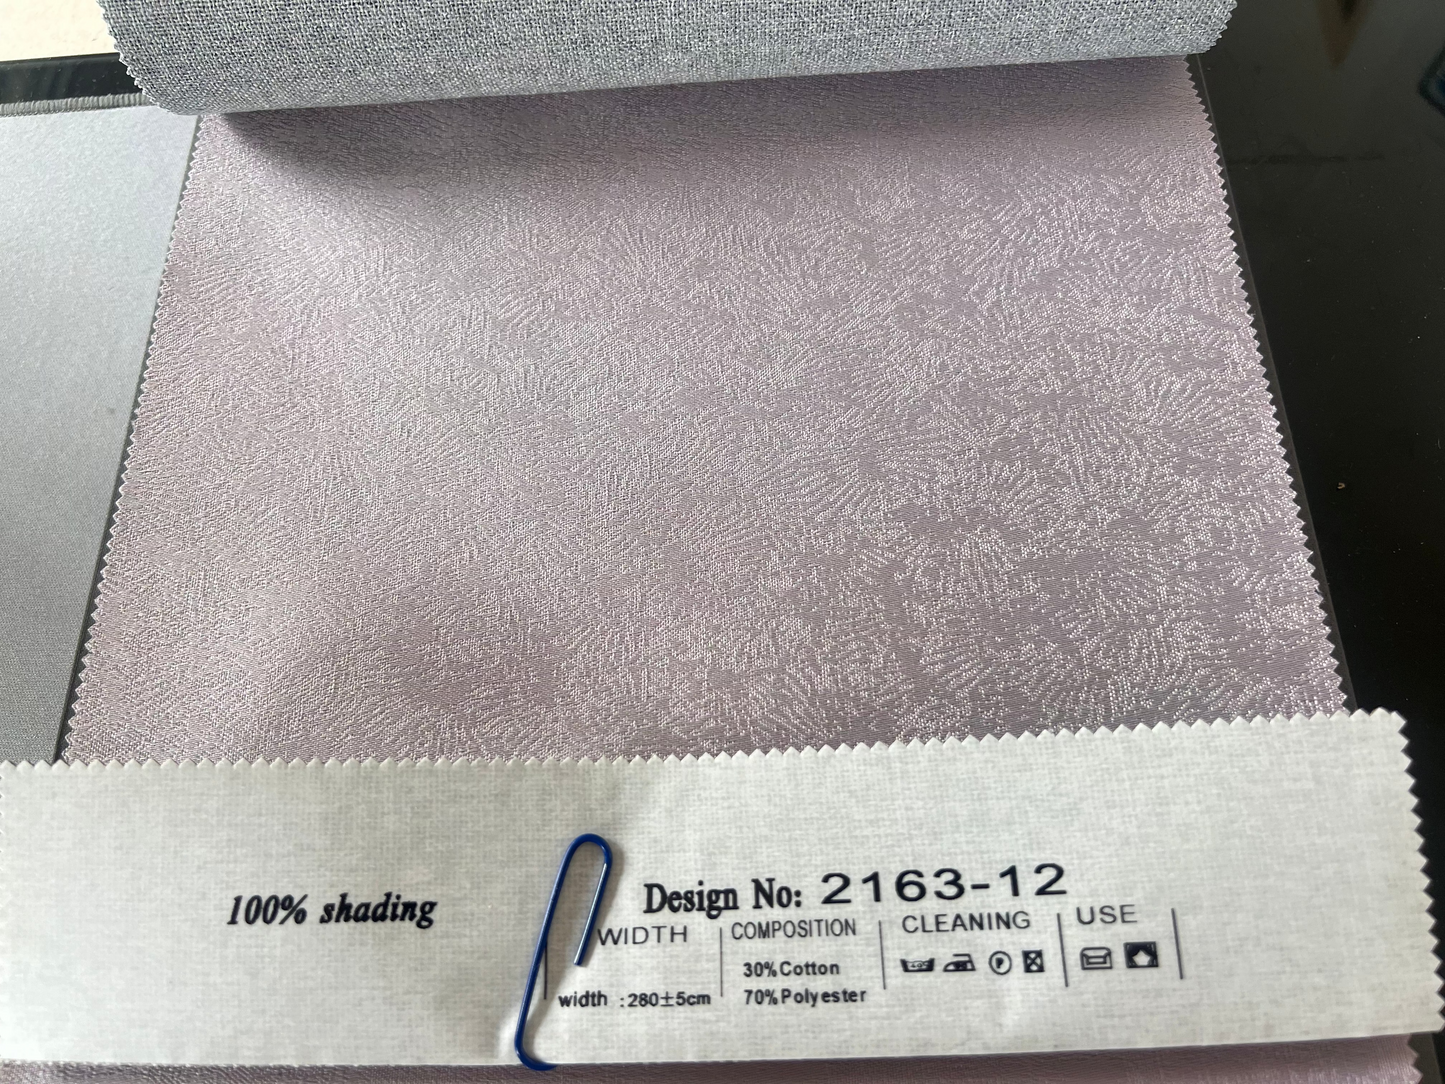 100% shading
Design No: 2163-12
WIDTH
width :280±5cm
COMPOSITION
30%Cotton
70%Polyester
CLEANING
USE